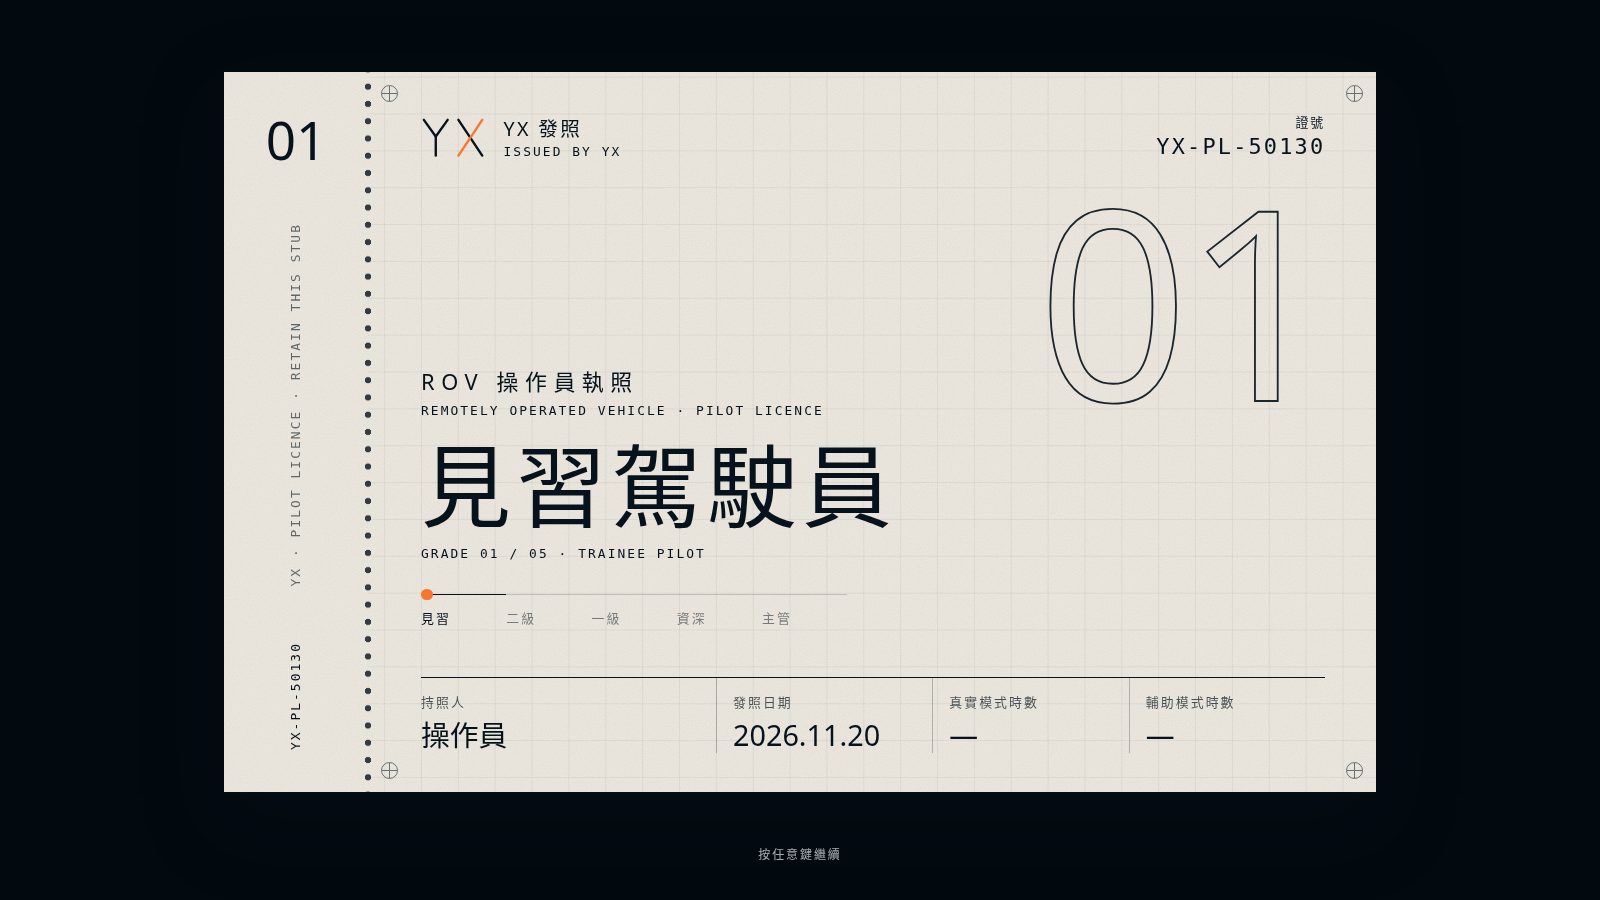 01
YX · PILOT LICENCE · RETAIN THIS STUB
YX-PL-50130
YX
YX 發照
ISSUED BY YX
證號
YX-PL-50130
01
ROV 操作員執照
REMOTELY OPERATED VEHICLE · PILOT LICENCE
見習駕駛員
GRADE 01 / 05 · TRAINEE PILOT
見習 二級 一級 資深 主管
持照人
操作員
發照日期
2026.11.20
真實模式時數
—
輔助模式時數
—
按任意鍵繼續